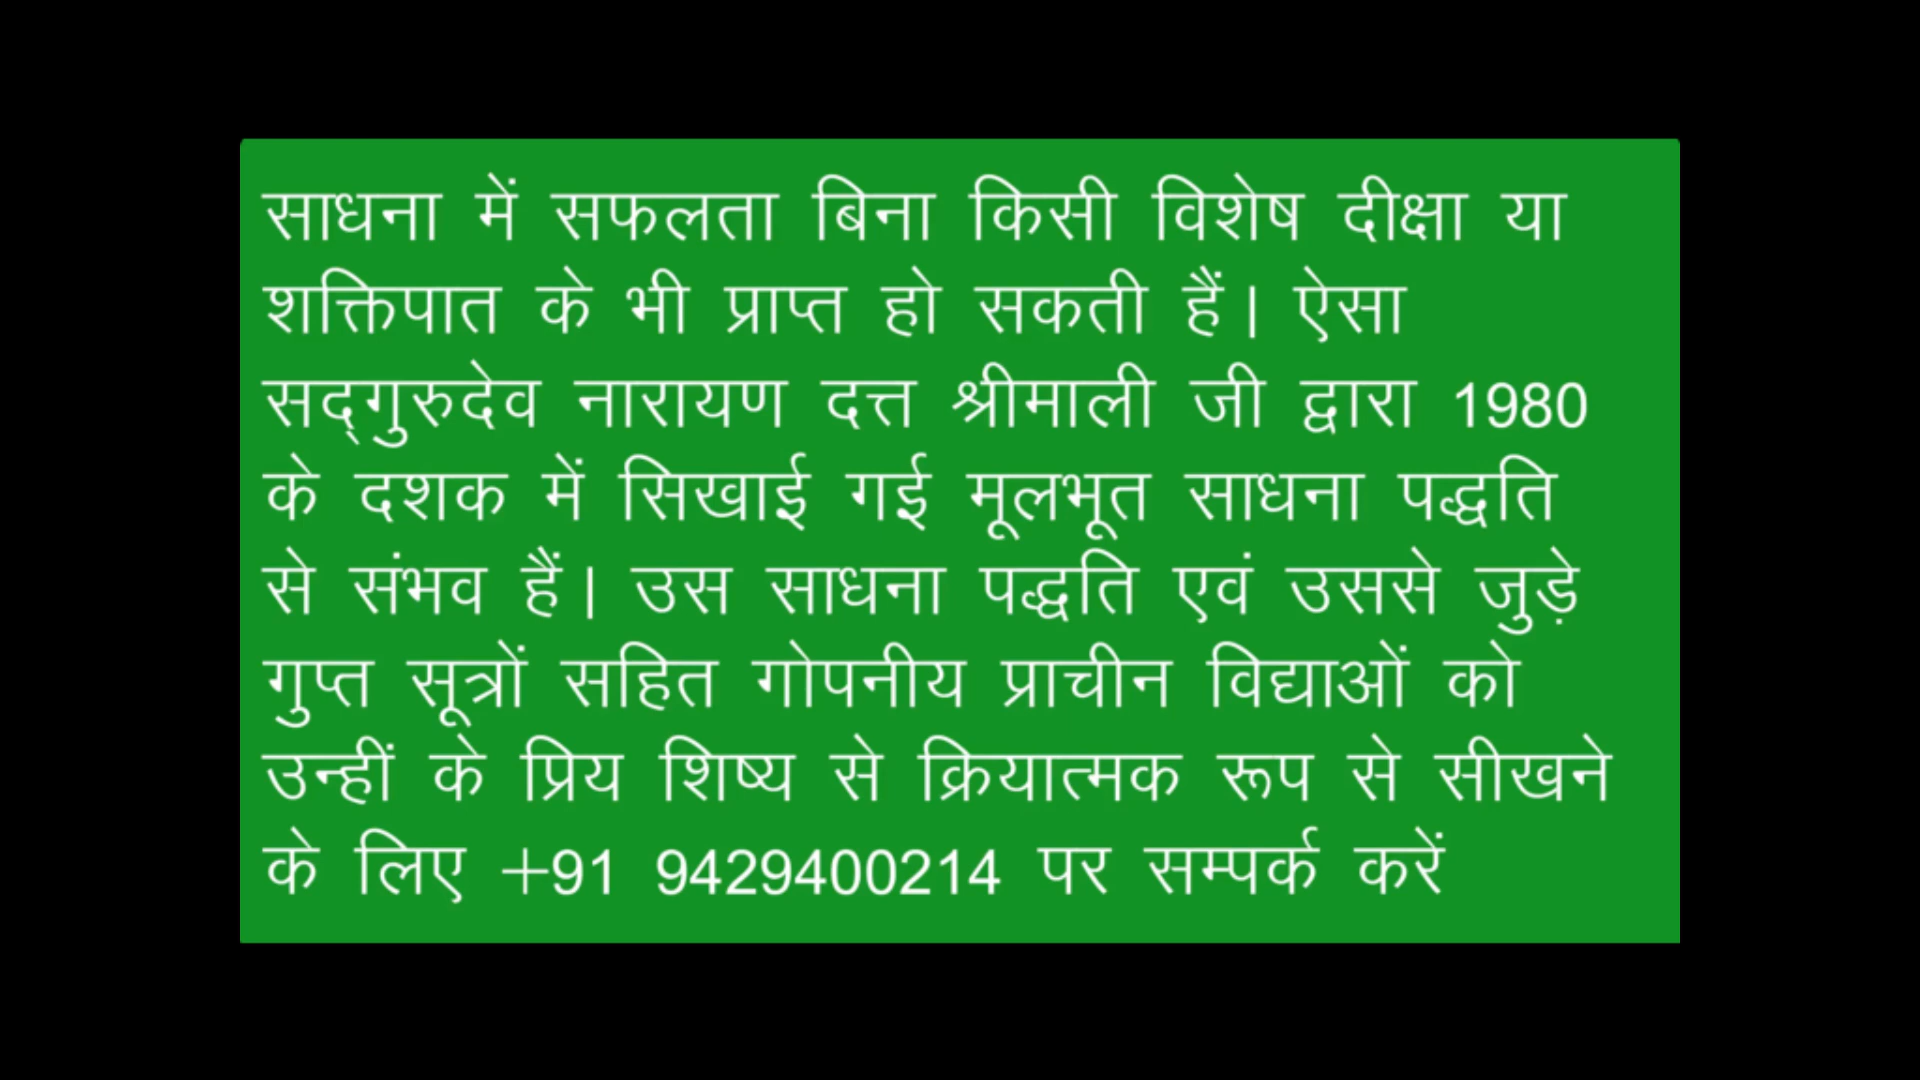 साधना में सफलता बिना किसी विशेष दीक्षा या
शक्तिपात के भी प्राप्त हो सकती हैं। ऐसा
सद्‌गुरुदेव नारायण दत्त श्रीमाली जी द्वारा 1980
के दशक में सिखाई गई मूलभूत साधना पद्धति
से संभव हैं। उस साधना पद्धति एवं उससे जुड़े
गुप्त सूत्रों सहित गोपनीय प्राचीन विद्याओं को
उन्हीं के प्रिय शिष्य से क्रियात्मक रूप से सीखने
के लिए +91 9429400214 पर सम्पर्क करें